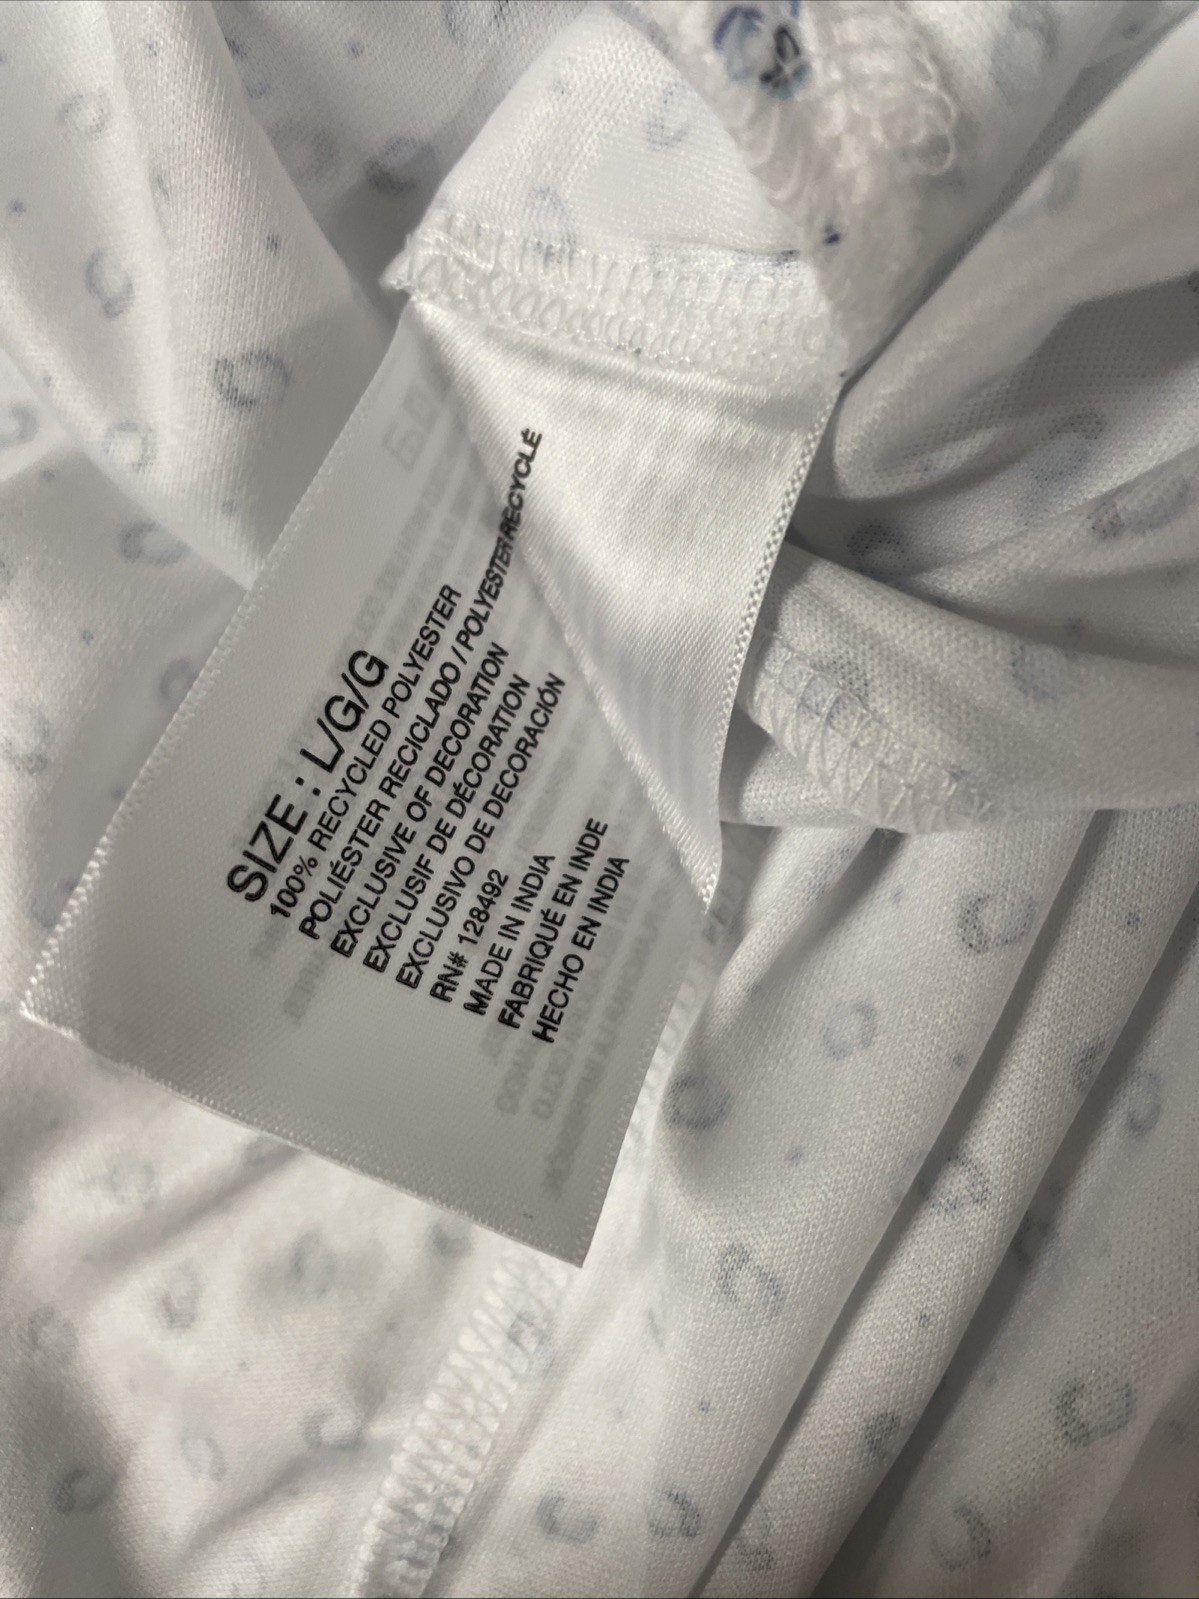 SIZE : L/G/G
100% RECYCLED POLYESTER
POLIÉSTER RECICLADO / POLYESTER RECYCLÉ
EXCLUSIVE OF DECORATION
EXCLUSIF DE DÉCORATION
EXCLUSIVO DE DECORACIÓN
RN# 128492
MADE IN INDIA
FABRIQUÉ EN INDE
HECHO EN INDIA